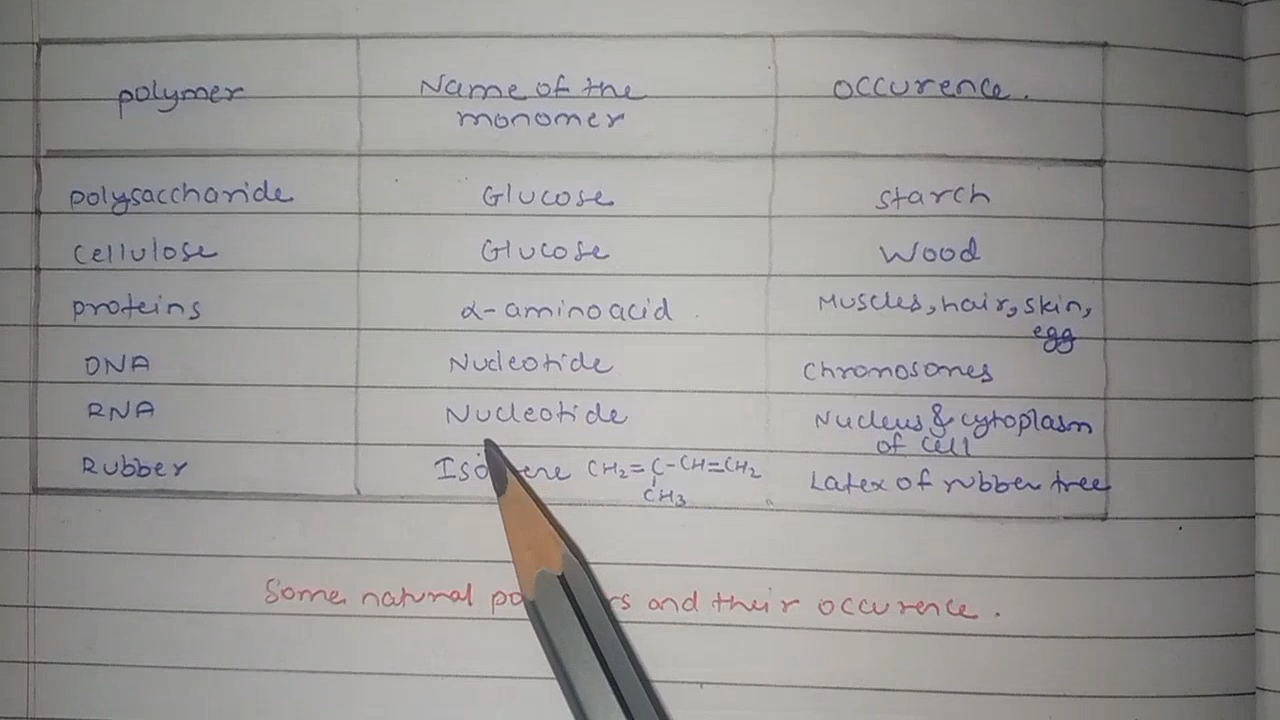 polymer Name of the monomer occurence.
polysaccharide Glucose starch
cellulose Glucose Wood
proteins α-aminoacid Muscles, hair, skin, egg
DNA Nucleotide chromosomes
RNA Nucleotide Nucleus & cytoplasm of cell
Rubber CH₂=C-CH=CH₂ Latex of rubber tree
CH₃
Some natural and their occurence.